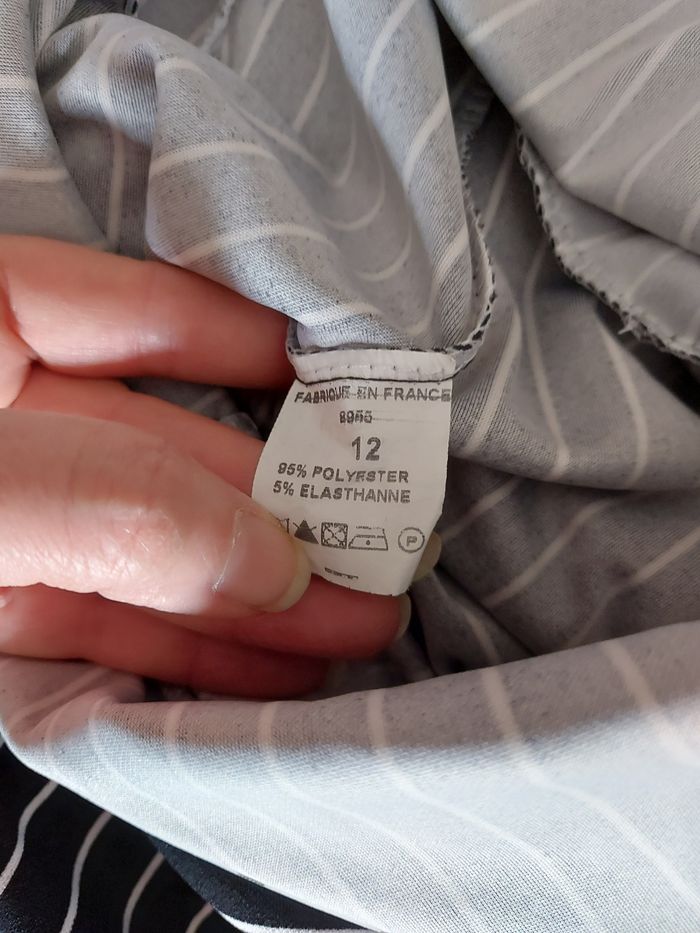 FABRIQUE EN FRANCE
12
95% POLYESTER
5% ELASTHANNE
P